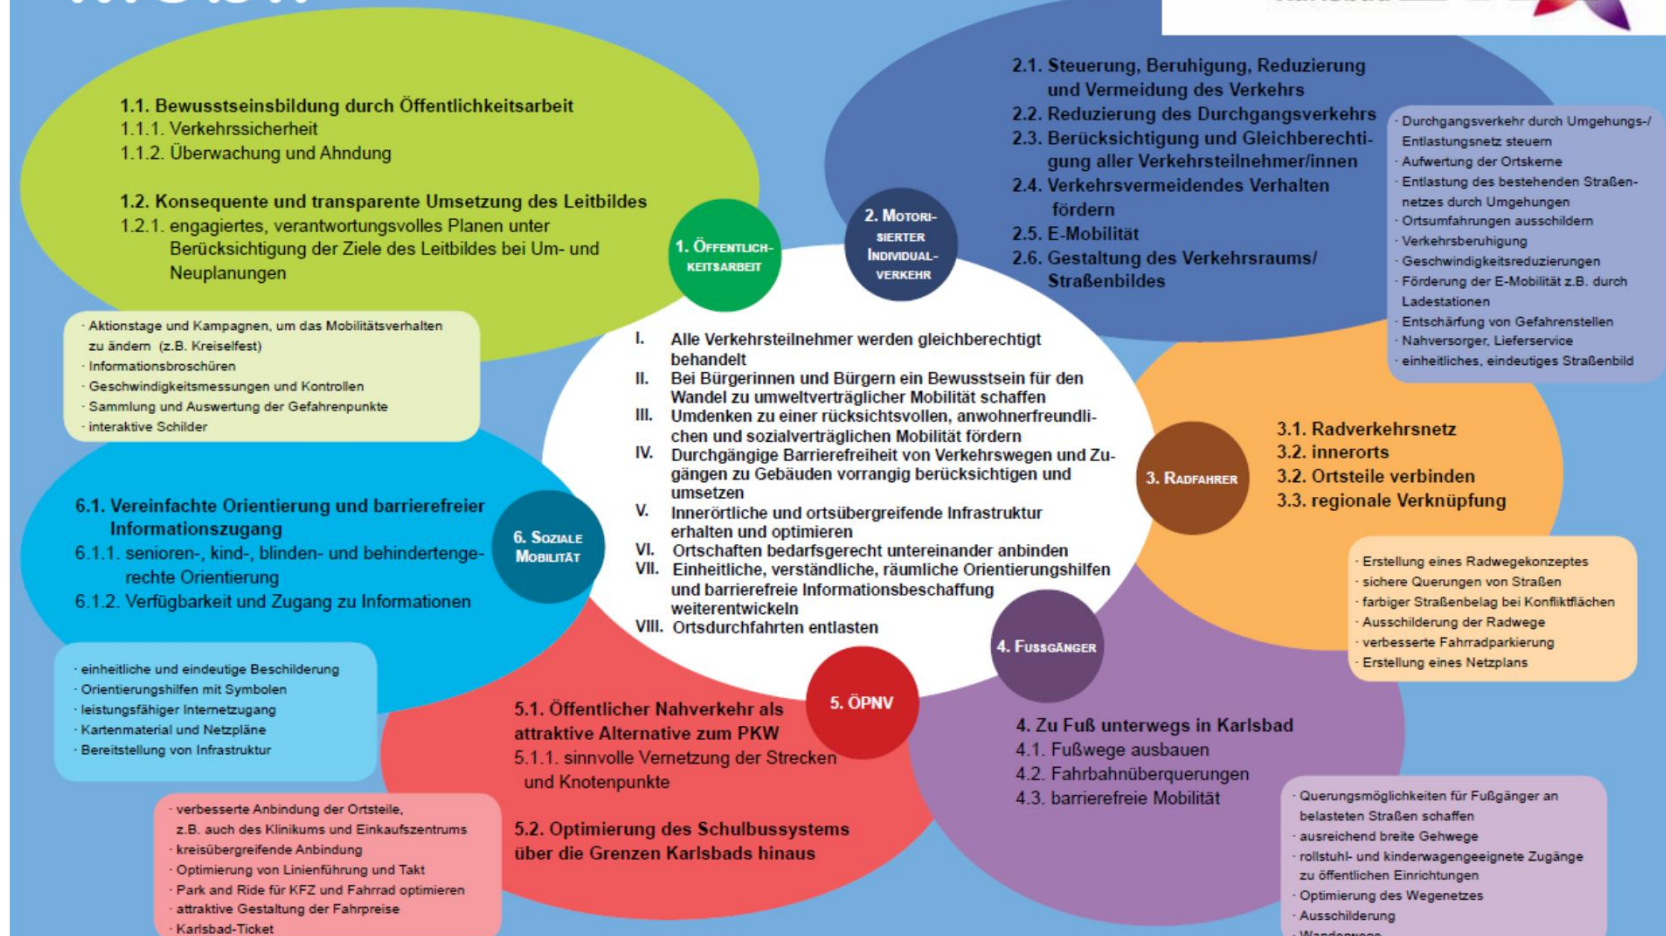 1.1. Bewusstseinsbildung durch Öffentlichkeitsarbeit
1.1.1. Verkehrssicherheit
1.1.2. Überwachung und Ahndung
1.2. Konsequente und transparente Umsetzung des Leitbildes
1.2.1. engagiertes, verantwortungsvolles Planen unter
Berücksichtigung der Ziele des Leitbildes bei Um- und
Neuplanungen
1. ÖFFENTLICH-
KEITSARBEIT
· Aktionstage und Kampagnen, um das Mobilitätsverhalten
zu ändern (z.B. Kreiselfest)
· Informationsbroschüren
· Geschwindigkeitsmessungen und Kontrollen
· Sammlung und Auswertung der Gefahrenpunkte
· interaktive Schilder
2. MOTORI-
SIERTER
INDIVIDUAL-
VERKEHR
2.1. Steuerung, Beruhigung, Reduzierung
und Vermeidung des Verkehrs
2.2. Reduzierung des Durchgangsverkehrs
2.3. Berücksichtigung und Gleichberechti-
gung aller Verkehrsteilnehmer/innen
2.4. Verkehrsvermeidendes Verhalten
fördern
2.5. E-Mobilität
2.6. Gestaltung des Verkehrsraums/
Straßenbildes
· Durchgangsverkehr durch Umgehungs-/
Entlastungsnetz steuern
· Aufwertung der Ortskerne
· Entlastung des bestehenden Straßen-
netzes durch Umgehungen
· Ortsumfahrungen ausschildern
· Verkehrsberuhigung
· Geschwindigkeitsreduzierungen
· Förderung der E-Mobilität z.B. durch
Ladestationen
· Entschärfung von Gefahrenstellen
· Nahversorger, Lieferservice
· einheitliches, eindeutiges Straßenbild
I. Alle Verkehrsteilnehmer werden gleichberechtigt
behandelt
II. Bei Bürgerinnen und Bürgern ein Bewusstsein für den
Wandel zu umweltverträglicher Mobilität schaffen
III. Umdenken zu einer rücksichtsvollen, anwohnerfreundli-
chen und sozialverträglichen Mobilität fördern
IV. Durchgängige Barrierefreiheit von Verkehrswegen und Zu-
gängen zu Gebäuden vorrangig berücksichtigen und
umsetzen
V. Innerörtliche und ortsübergreifende Infrastruktur
erhalten und optimieren
VI. Ortschaften bedarfsgerecht untereinander anbinden
VII. Einheitliche, verständliche, räumliche Orientierungshilfen
und barrierefreie Informationsbeschaffung
weiterentwickeln
VIII. Ortsdurchfahrten entlasten
3. RADFAHRER
3.1. Radverkehrsnetz
3.2. innerorts
3.2. Ortsteile verbinden
3.3. regionale Verknüpfung
· Erstellung eines Radwegekonzeptes
· sichere Querungen von Straßen
· farbiger Straßenbelag bei Konfliktflächen
· Ausschilderung der Radwege
· verbesserte Fahrradparkierung
· Erstellung eines Netzplans
6.1. Vereinfachte Orientierung und barrierefreier
Informationszugang
6.1.1. senioren-, kind-, blinden- und behindertenge-
rechte Orientierung
6.1.2. Verfügbarkeit und Zugang zu Informationen
6. SOZIALE
MOBILITÄT
· einheitliche und eindeutige Beschilderung
· Orientierungshilfen mit Symbolen
· leistungsfähiger Internetzugang
· Kartenmaterial und Netzpläne
· Bereitstellung von Infrastruktur
5. ÖPNV
5.1. Öffentlicher Nahverkehr als
attraktive Alternative zum PKW
5.1.1. sinnvolle Vernetzung der Strecken
und Knotenpunkte
5.2. Optimierung des Schulbussystems
über die Grenzen Karlsbads hinaus
· verbesserte Anbindung der Ortsteile,
z.B. auch des Klinikums und Einkaufszentrums
· kreisübergreifende Anbindung
· Optimierung von Linienführung und Takt
· Park and Ride für KFZ und Fahrrad optimieren
· attraktive Gestaltung der Fahrpreise
· Karlsbad-Ticket
4. FUSSGÄNGER
4. Zu Fuß unterwegs in Karlsbad
4.1. Fußwege ausbauen
4.2. Fahrbahnüberquerungen
4.3. barrierefreie Mobilität
· Querungsmöglichkeiten für Fußgänger an
belasteten Straßen schaffen
· ausreichend breite Gehwege
· rollstuhl- und kinderwagengeeignete Zugänge
zu öffentlichen Einrichtungen
· Optimierung des Wegenetzes
· Ausschilderung
· Wanderwege